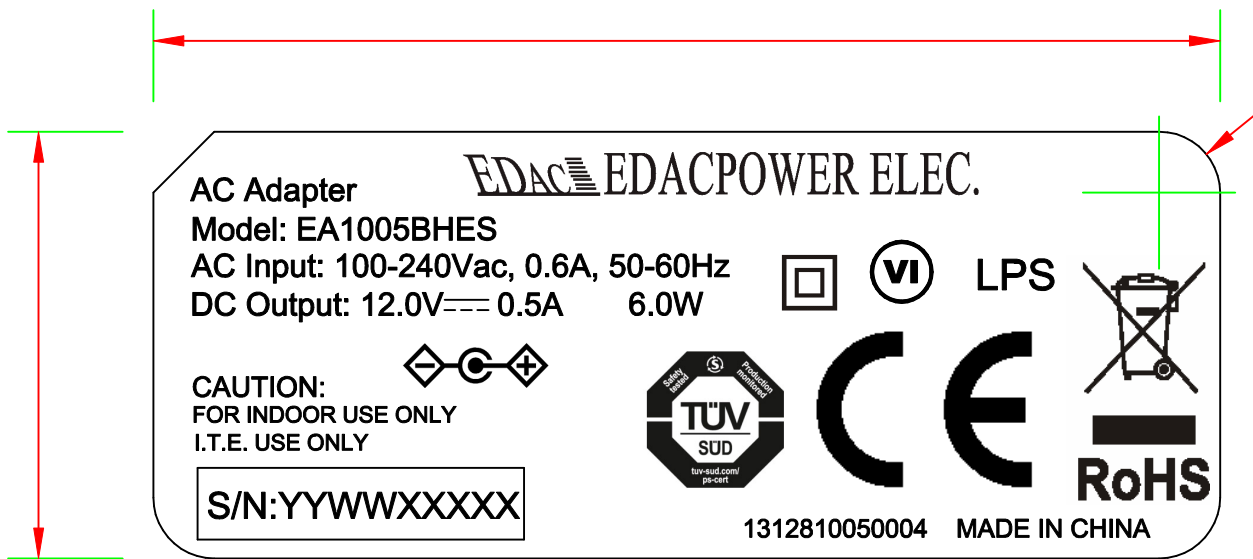 EDAC EDACPOWER ELEC.
AC Adapter
Model: EA1005BHES
AC Input: 100-240Vac, 0.6A, 50-60Hz
DC Output: 12.0V⎓ 0.5A 6.0W
VI
LPS
CAUTION:
FOR INDOOR USE ONLY
I.T.E. USE ONLY
S/N:YYWWXXXXX
Safety tested
S
Production monitored
TÜV
SÜD
tuv-sud.com/
ps-cert
CE
RoHS
1312810050004 MADE IN CHINA